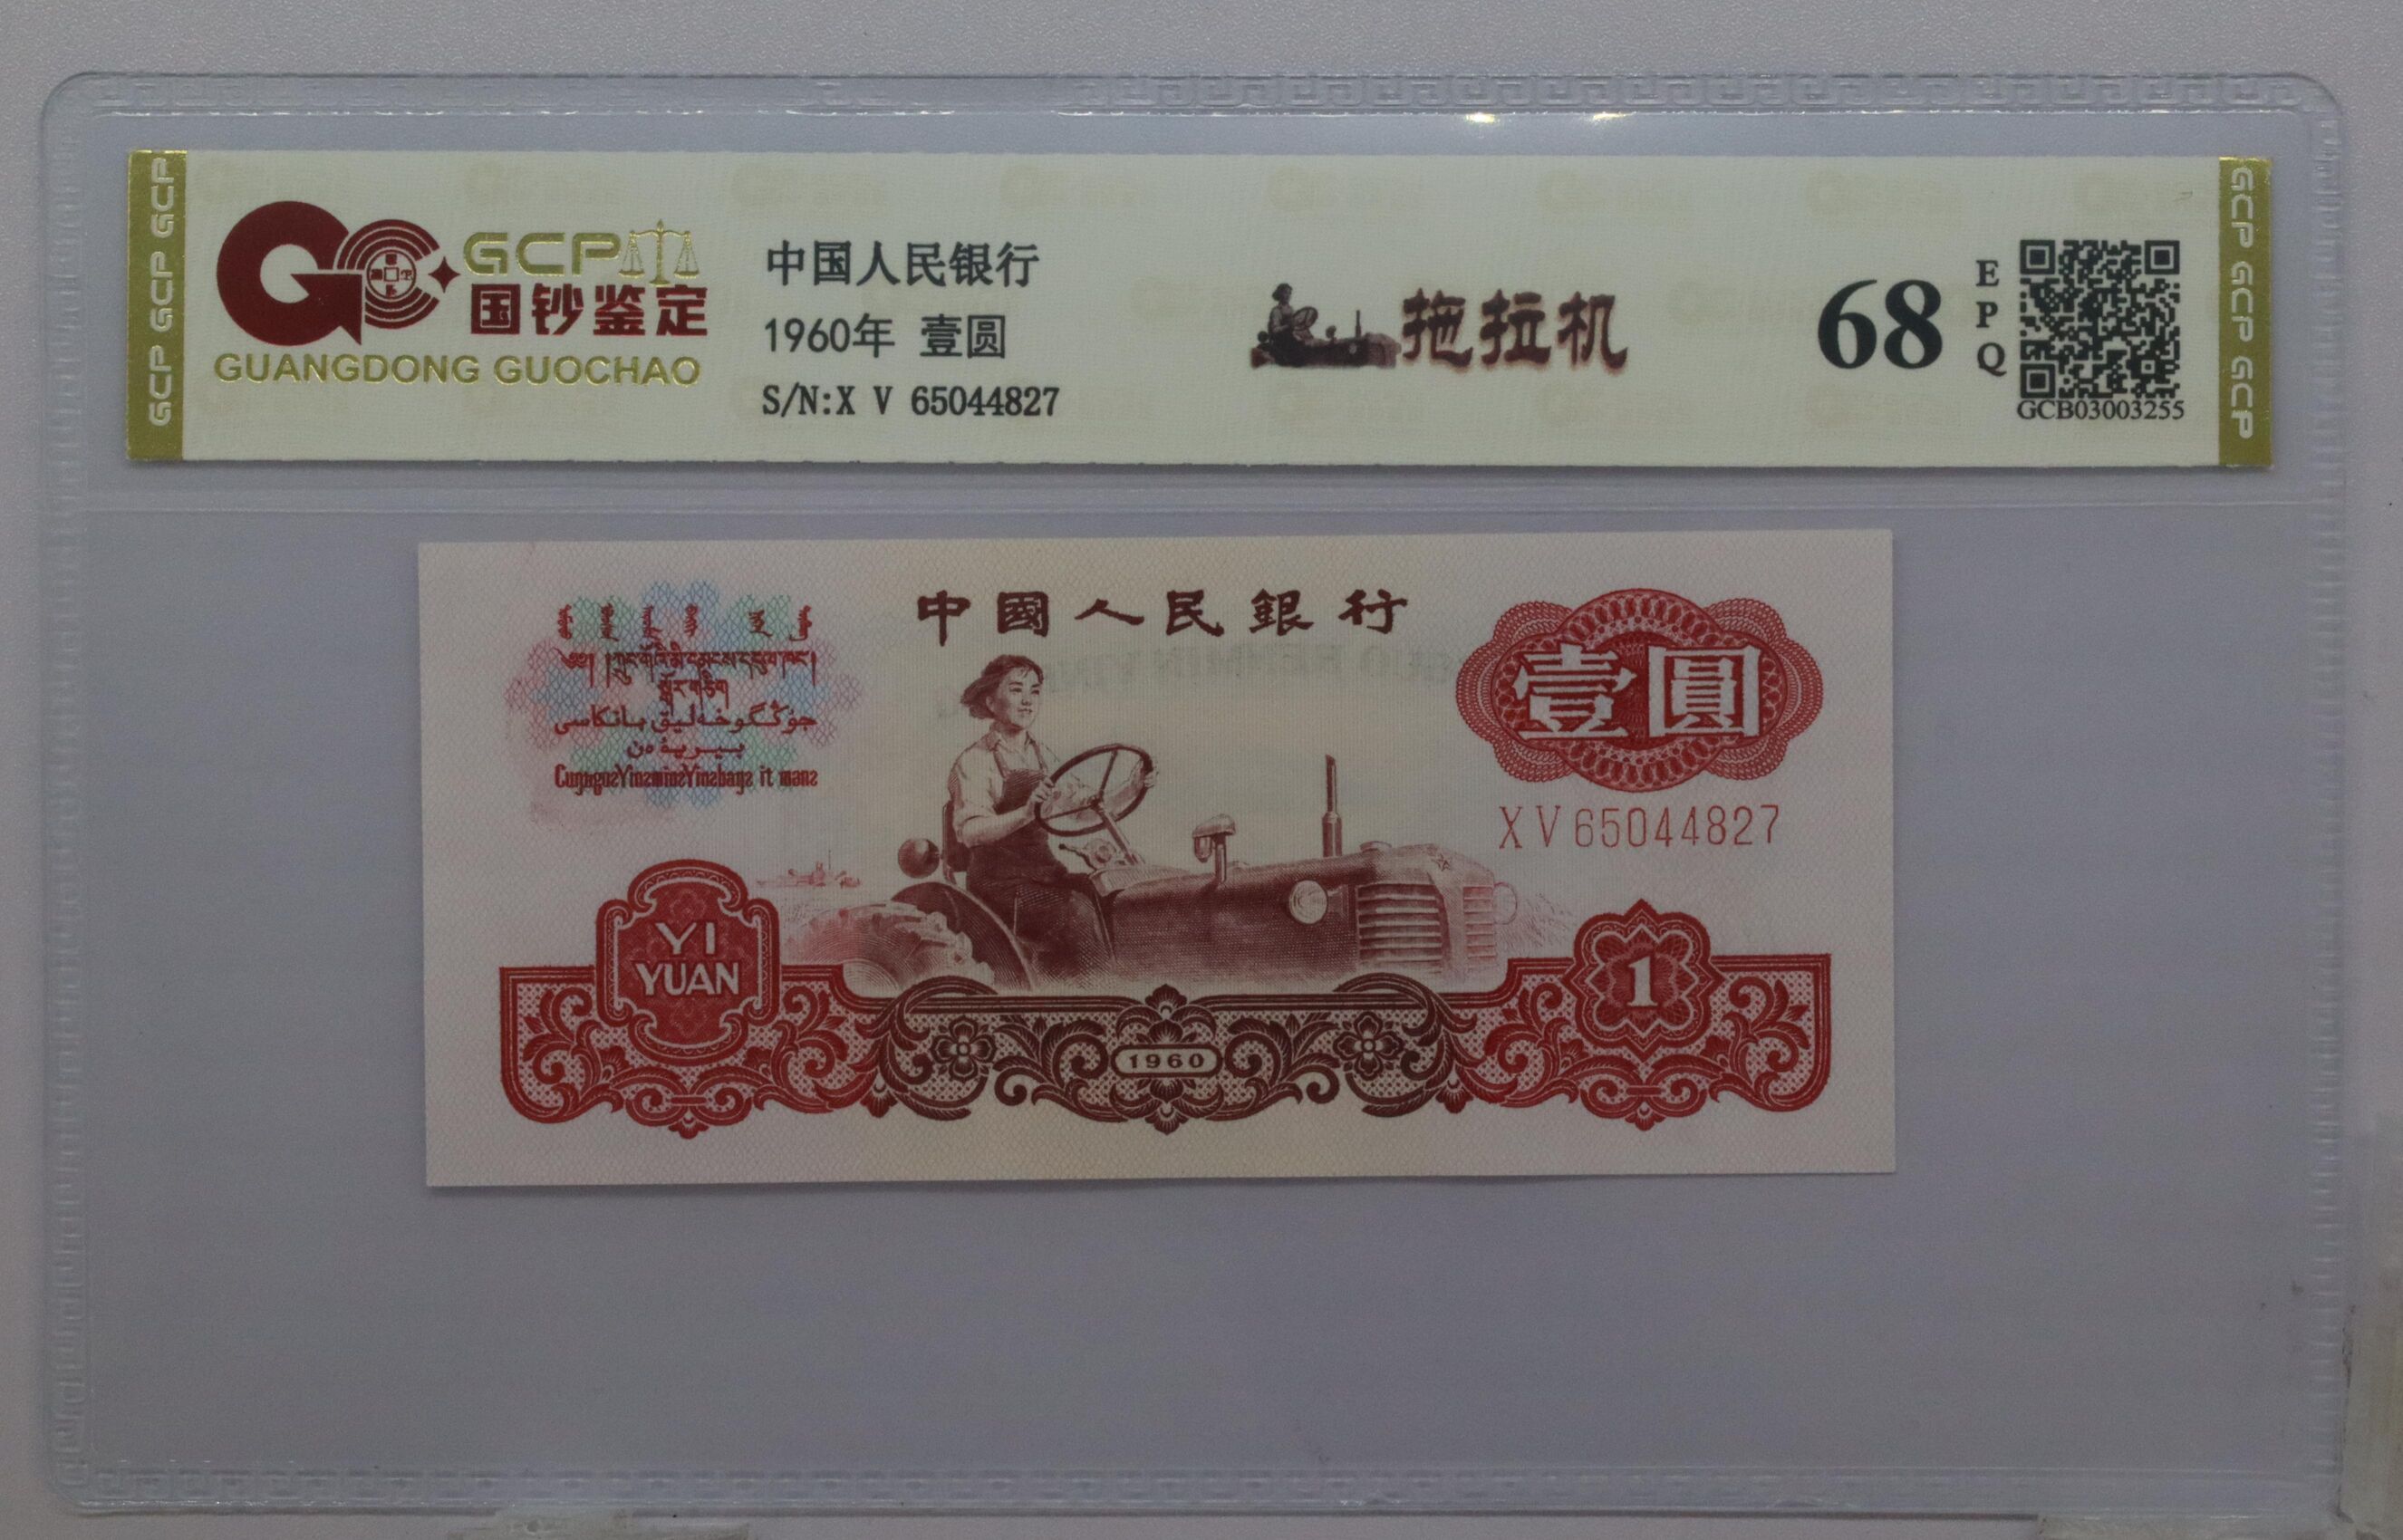 GCP GCP GCP
GCP
国钞鉴定
GUANGDONG GUOCHAO
中国人民银行
1960年 壹圆
S/N:X V 65044827
拖拉机
68
EPQ
GCB03003255
GCP GCP GCP
中國人民銀行
壹圓
XV65044827
YI
YUAN
1960
1